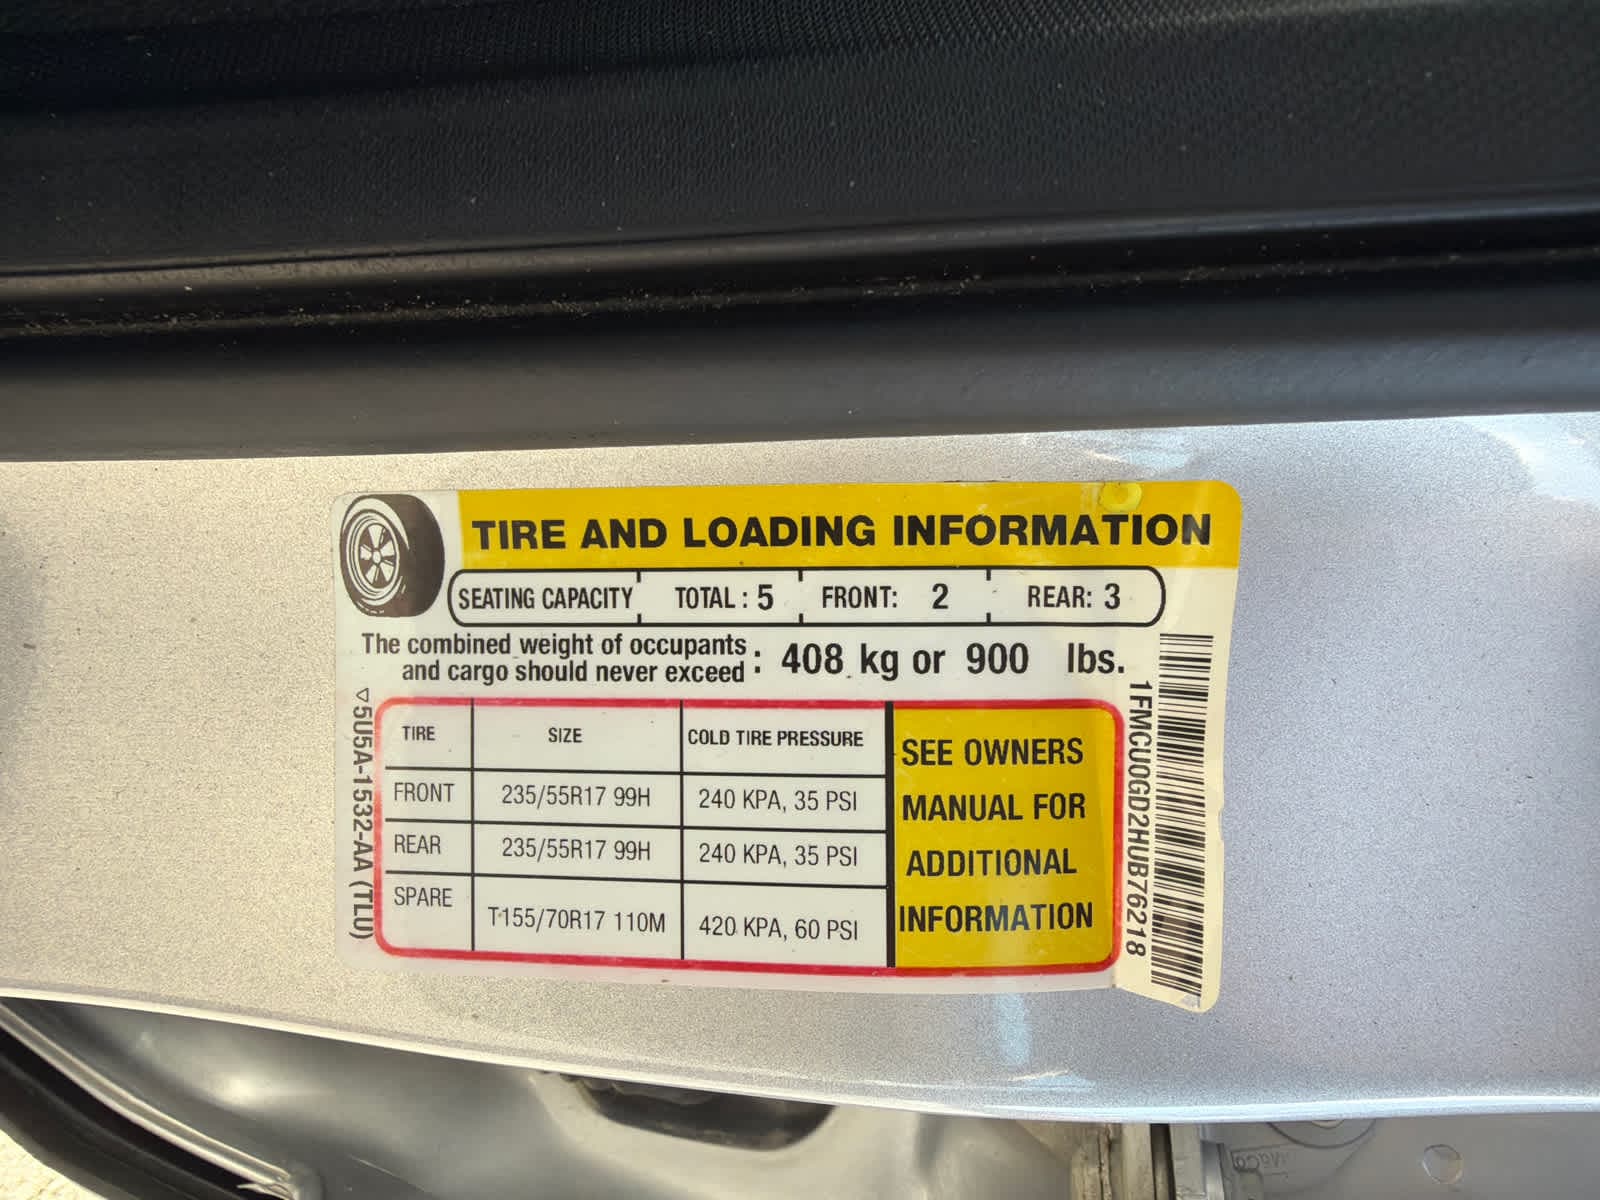 TIRE AND LOADING INFORMATION
SEATING CAPACITY TOTAL: 5 FRONT: 2 REAR: 3
The combined weight of occupants
and cargo should never exceed : 408 kg or 900 lbs.
TIRE SIZE COLD TIRE PRESSURE
FRONT 235/55R17 99H 240 KPA, 35 PSI
REAR 235/55R17 99H 240 KPA, 35 PSI
SPARE T155/70R17 110M 420 KPA, 60 PSI
SEE OWNERS
MANUAL FOR
ADDITIONAL
INFORMATION
5U5A-1532-AA (TLU)
1FMCU0GD2HUB76218